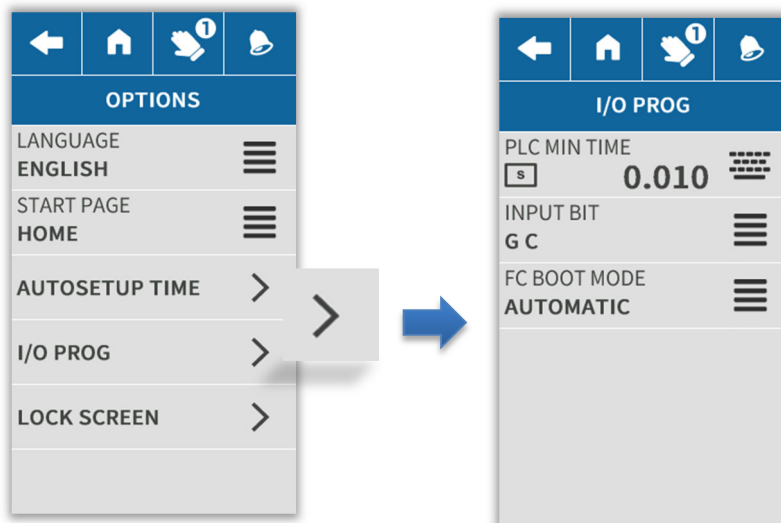 1
OPTIONS
LANGUAGE
ENGLISH
START PAGE
HOME
AUTOSETUP TIME
I/O PROG
LOCK SCREEN
1
I/O PROG
PLC MIN TIME
s 0.010
INPUT BIT
G C
FC BOOT MODE
AUTOMATIC